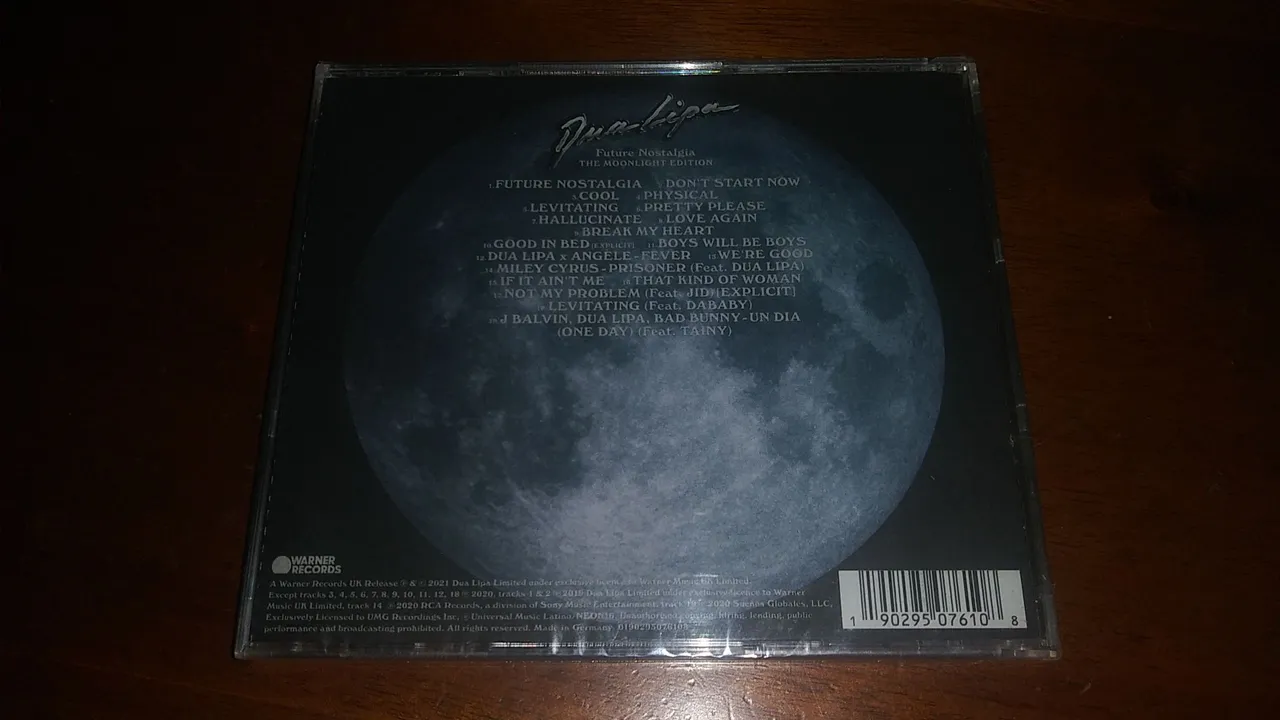 Dua Lipa
Future Nostalgia
THE MOONLIGHT EDITION
1. FUTURE NOSTALGIA 2. DON'T START NOW
3. COOL 4. PHYSICAL
5. LEVITATING 6. PRETTY PLEASE
7. HALLUCINATE 8. LOVE AGAIN
9. BREAK MY HEART
10. GOOD IN BED [EXPLICIT] 11. BOYS WILL BE BOYS
12. DUA LIPA x ANGÈLE - FEVER 13. WE'RE GOOD
14. MILEY CYRUS - PRISONER (Feat. DUA LIPA)
15. IF IT AIN'T ME 16. THAT KIND OF WOMAN
17. NOT MY PROBLEM (Feat. JID) [EXPLICIT]
18. LEVITATING (Feat. DABABY)
19. J BALVIN, DUA LIPA, BAD BUNNY - UN DIA
(ONE DAY) (Feat. TAINY)
WARNER
RECORDS
A Warner Records UK Release ℗ & © 2021 Dua Lipa Limited under exclusive licence to Warner Music UK Limited.
Except tracks 3, 4, 5, 6, 7, 8, 9, 10, 11, 12, 18 ℗ 2020, tracks 1 & 2 ℗ 2019 Dua Lipa Limited under exclusive licence to Warner
Music UK Limited, track 14 ℗ 2020 RCA Records, a division of Sony Music Entertainment, track 19 ℗ 2020 Sueños Globales, LLC,
Exclusively Licensed to UMG Recordings Inc. Universal Music Latino/NEON16. Unauthorized copying, hiring, lending, public
performance and broadcasting prohibited. All rights reserved. Made in Germany. 0190295076108
1 90295 07610 8